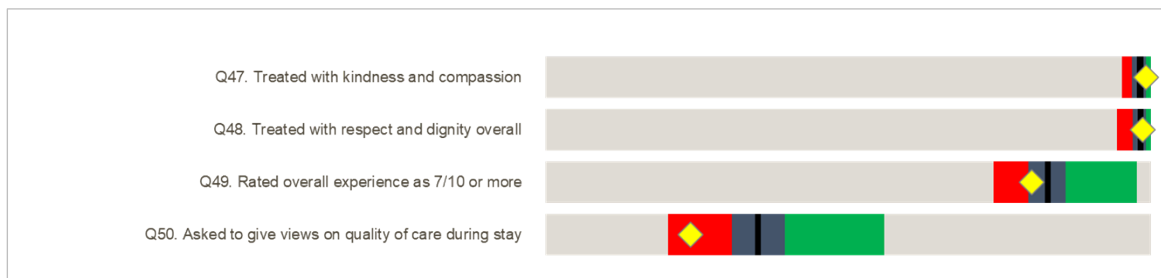 Q47. Treated with kindness and compassion
Q48. Treated with respect and dignity overall
Q49. Rated overall experience as 7/10 or more
Q50. Asked to give views on quality of care during stay